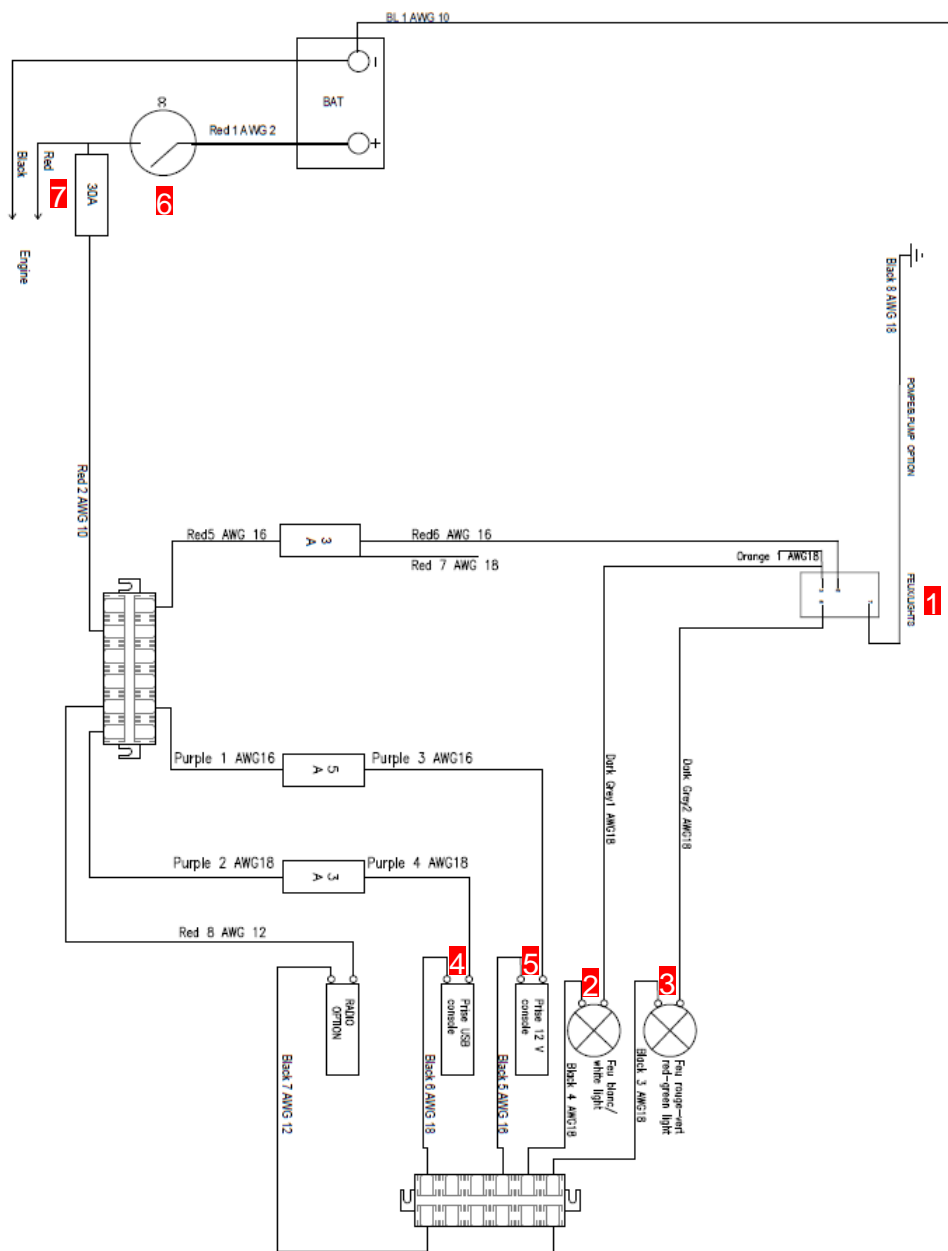 BL 1 AWG 10
BAT
-
+
Red 1 AWG 2
Black
Red
7
30A
6
Engine
Black 8 AWG 18
POMPE/B.PUMP OPTION
Red 2 AWG 10
Red5 AWG 16
3
A
Red6 AWG 16
Red 7 AWG 18
Orange 1 AWG18
FEUX/LIGHTS
1
Purple 1 AWG16
5
A
Purple 3 AWG16
Dark Grey1 AWG18
Dark Grey2 AWG18
Purple 2 AWG18
3
A
Purple 4 AWG18
Red 8 AWG 12
4
5
2
3
RADIO
OPTION
Prise USB
console
Prise 12 V
console
Feu blanc/
white light
Feu rouge-vert
red-green light
Black 7 AWG 12
Black 6 AWG 18
Black 5 AWG 16
Black 4 AWG18
Black 3 AWG18